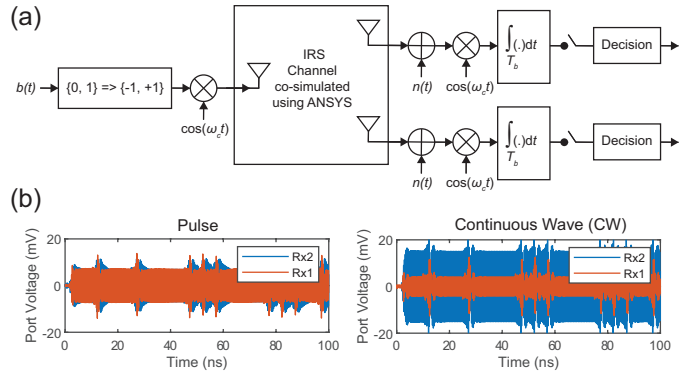 (a)
b(t)
{0, 1} => {-1, +1}
cos(ω_c t)
IRS
Channel
co-simulated
using ANSYS
n(t)
cos(ω_c t)
∫(.)dt
T_b
Decision
n(t)
cos(ω_c t)
∫(.)dt
T_b
Decision
(b)
Pulse
Port Voltage (mV)
20
0
-20
Rx2
Rx1
0 20 40 60 80 100
Time (ns)
Continuous Wave (CW)
Port Voltage (mV)
20
0
-20
Rx2
Rx1
0 20 40 60 80 100
Time (ns)